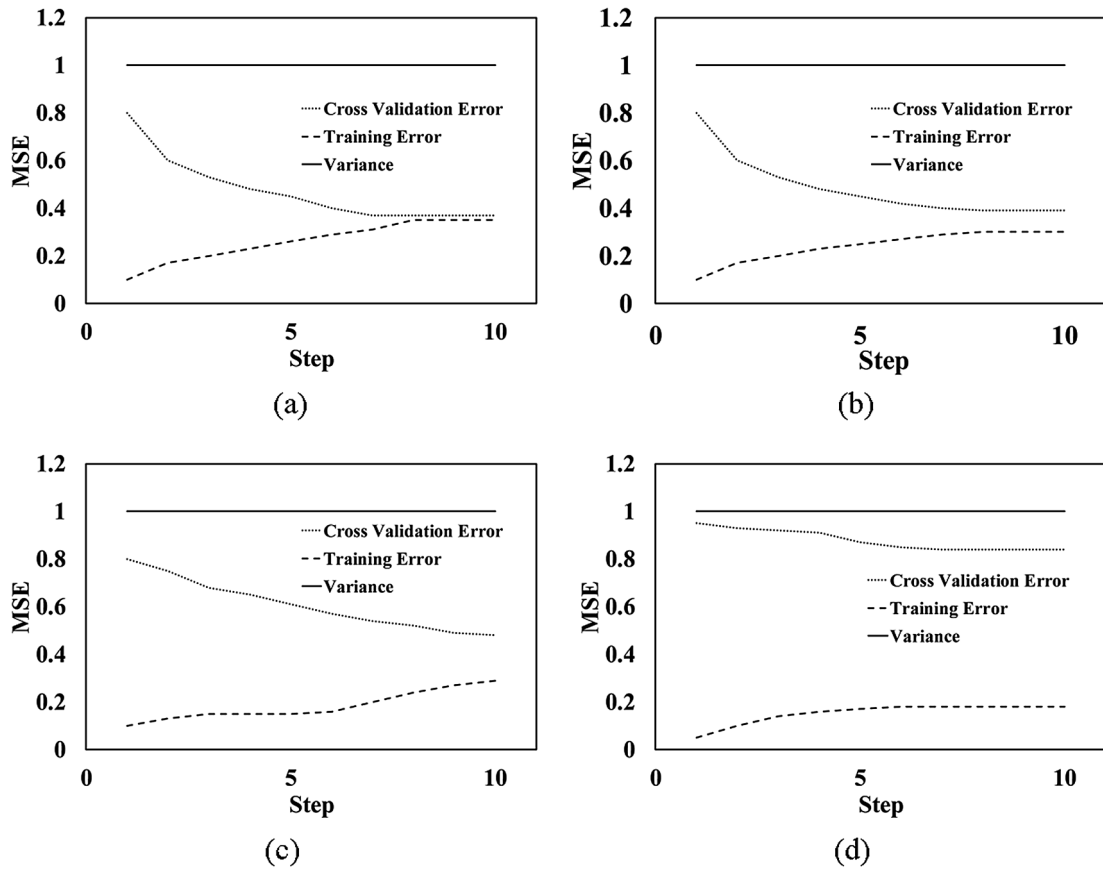 1.2
1
0.8
0.6
0.4
0.2
0
MSE
Cross Validation Error
Training Error
Variance
0 5 10
Step
(a)
1.2
1
0.8
0.6
0.4
0.2
0
MSE
Cross Validation Error
Training Error
Variance
0 5 10
Step
(b)
1.2
1
0.8
0.6
0.4
0.2
0
MSE
Cross Validation Error
Training Error
Variance
0 5 10
Step
(c)
1.2
1
0.8
0.6
0.4
0.2
0
MSE
Cross Validation Error
Training Error
Variance
0 5 10
Step
(d)